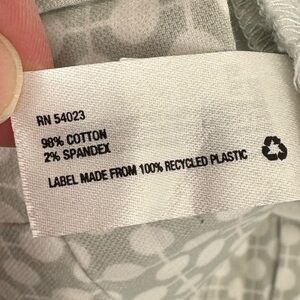 RN 54023
98% COTTON
2% SPANDEX
LABEL MADE FROM 100% RECYCLED PLASTIC